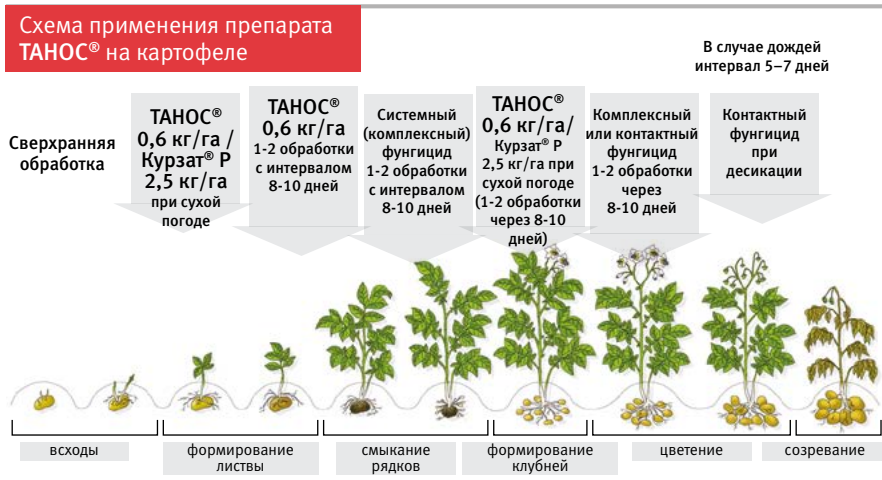 Схема применения препарата
ТАНОС® на картофеле
В случае дождей
интервал 5–7 дней
Сверхранняя
обработка
ТАНОС®
0,6 кг/га /
Курзат® Р
2,5 кг/га
при сухой
погоде
ТАНОС®
0,6 кг/га
1-2 обработки
с интервалом
8-10 дней
Системный
(комплексный)
фунгицид
1-2 обработки
с интервалом
8-10 дней
ТАНОС®
0,6 кг/га/
Курзат® Р
2,5 кг/га при
сухой погоде
(1-2 обработки
через 8-10
дней)
Комплексный
или контактный
фунгицид
1-2 обработки
через
8-10 дней
Контактный
фунгицид
при
десикации
всходы
формирование
листвы
смыкание
рядков
формирование
клубней
цветение
созревание